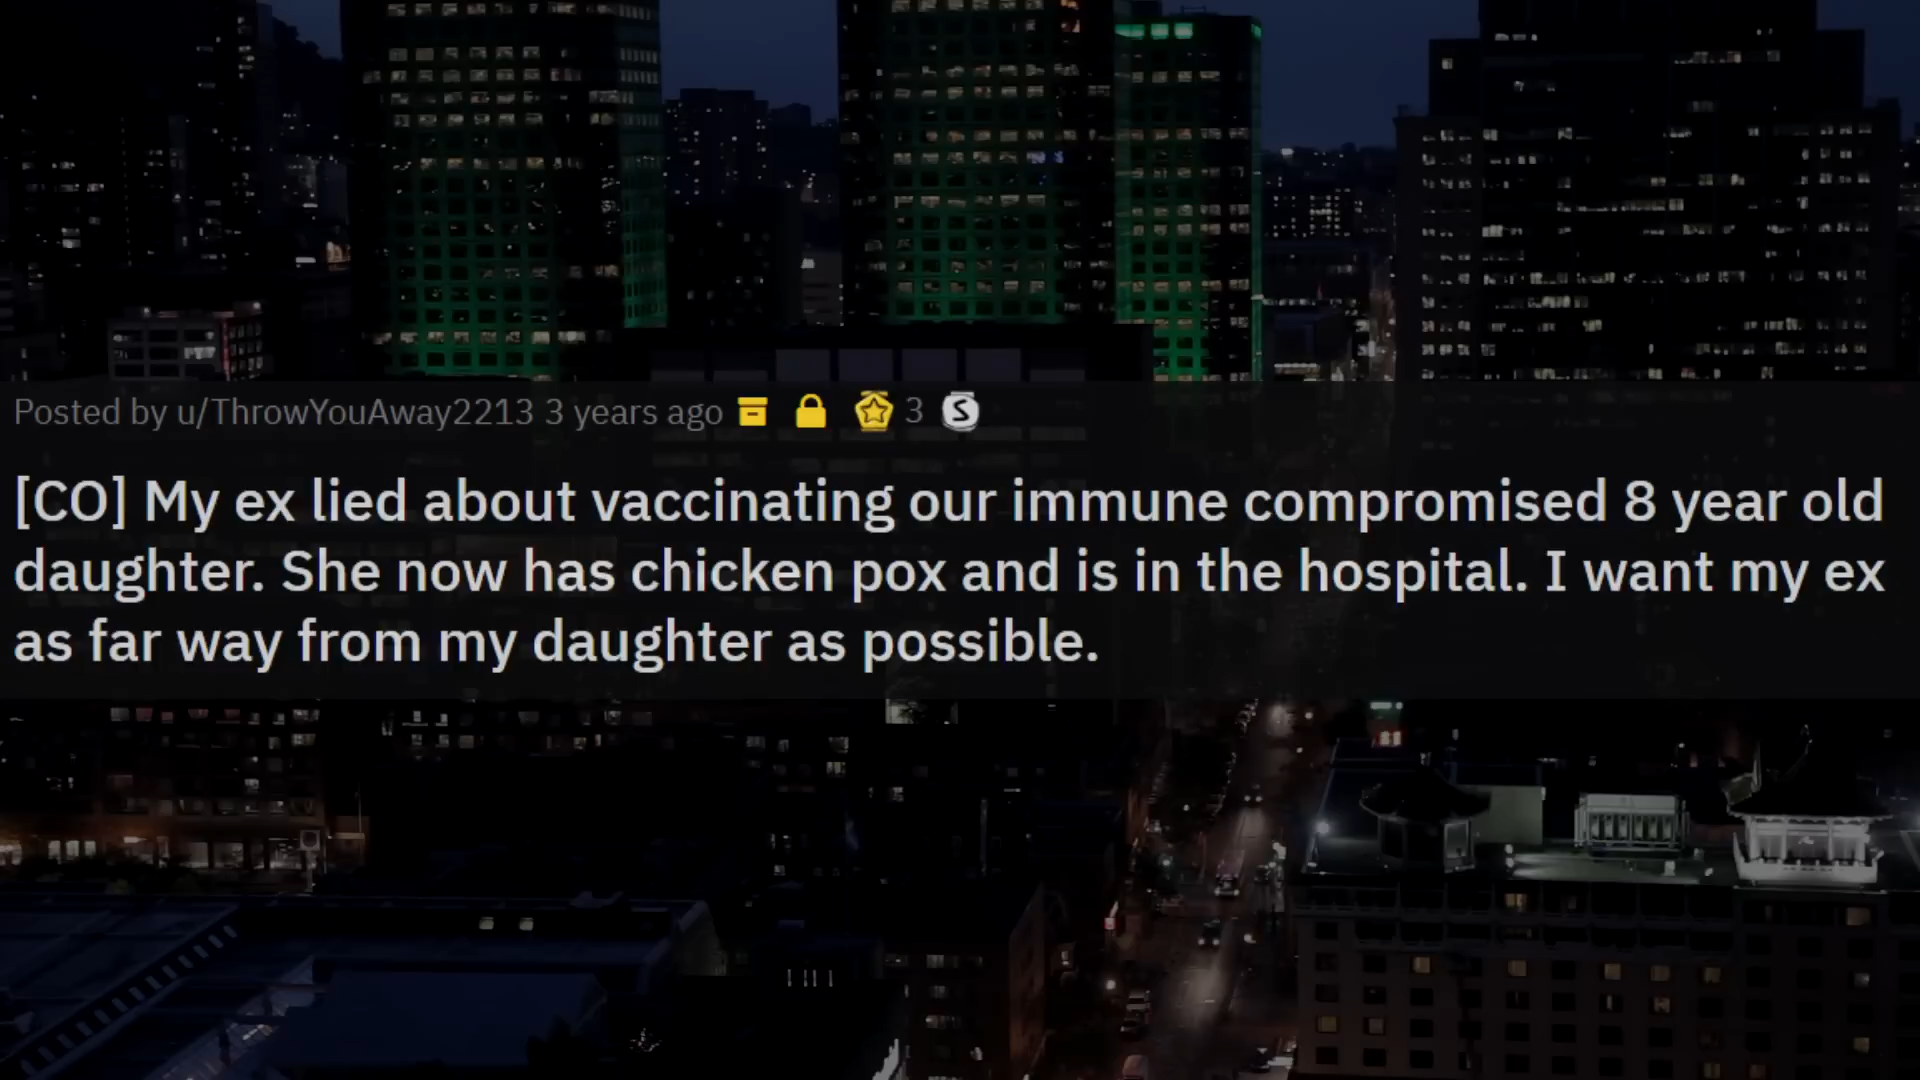 Posted by u/ThrowYouAway2213 3 years ago 3 S
[CO] My ex lied about vaccinating our immune compromised 8 year old
daughter. She now has chicken pox and is in the hospital. I want my ex
as far way from my daughter as possible.